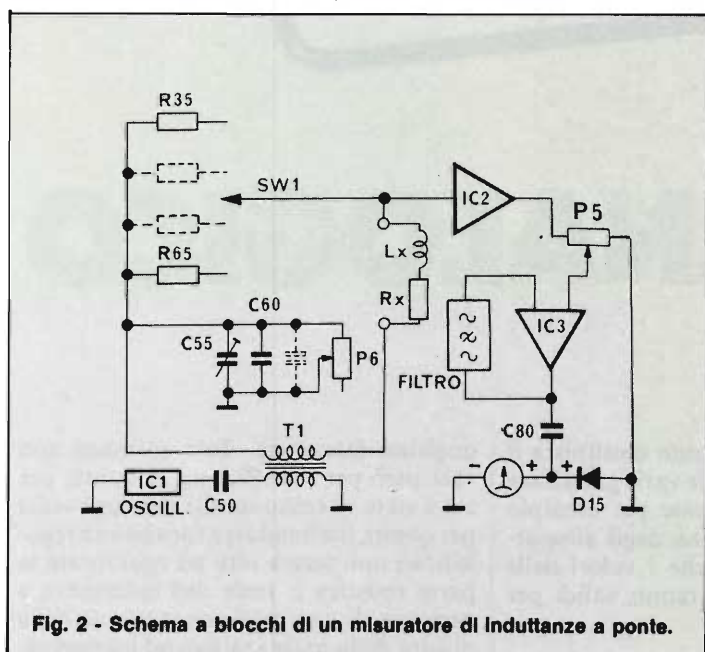 R35
SW1
IC2
P5
R65
Lx
Rx
C60
C55
P6
IC3
FILTRO
T1
C80
IC1
OSCILL.
C50
- + +
D15
Fig. 2 - Schema a blocchi di un misuratore di induttanze a ponte.